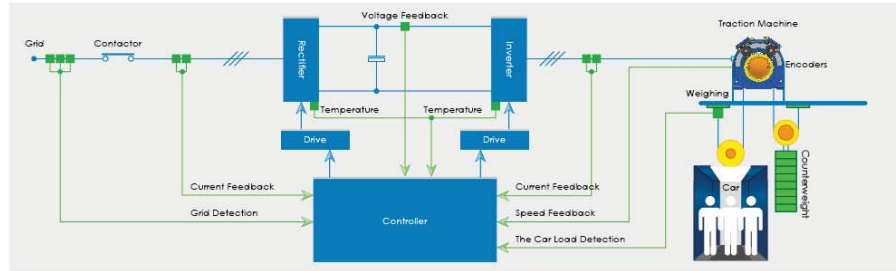 Voltage Feedback
Traction Machine
Grid
Contactor
Rectifier
Inverter
Encoders
Weighing
Temperature
Temperature
Drive
Drive
Counterweight
Car
Current Feedback
Current Feedback
Grid Detection
Controller
Speed Feedback
The Car Load Detection